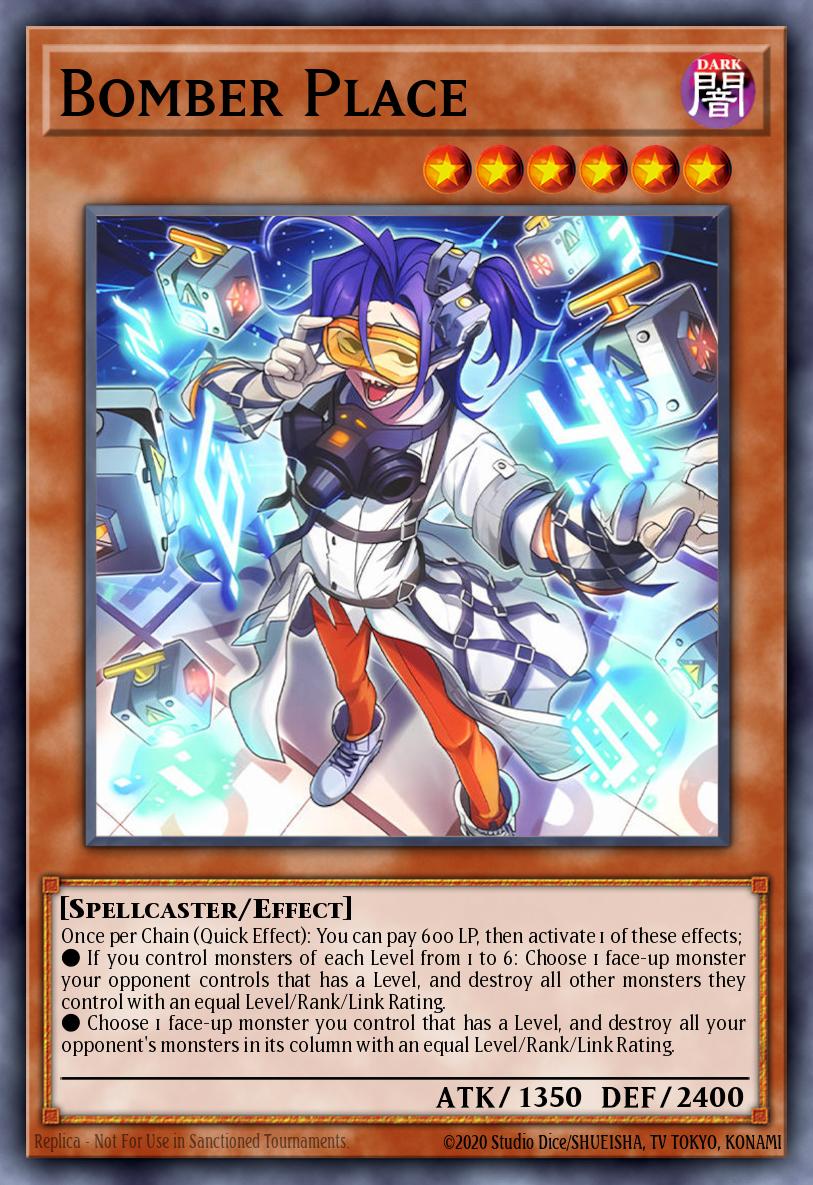 Bomber Place
DARK
闇
[Spellcaster/Effect]
Once per Chain (Quick Effect): You can pay 600 LP, then activate 1 of these effects;
● If you control monsters of each Level from 1 to 6: Choose 1 face-up monster
your opponent controls that has a Level, and destroy all other monsters they
control with an equal Level/Rank/Link Rating.
● Choose 1 face-up monster you control that has a Level, and destroy all your
opponent's monsters in its column with an equal Level/Rank/Link Rating.
ATK/ 1350 DEF/2400
Replica - Not For Use in Sanctioned Tournaments.
©2020 Studio Dice/SHUEISHA, TV TOKYO, KONAMI